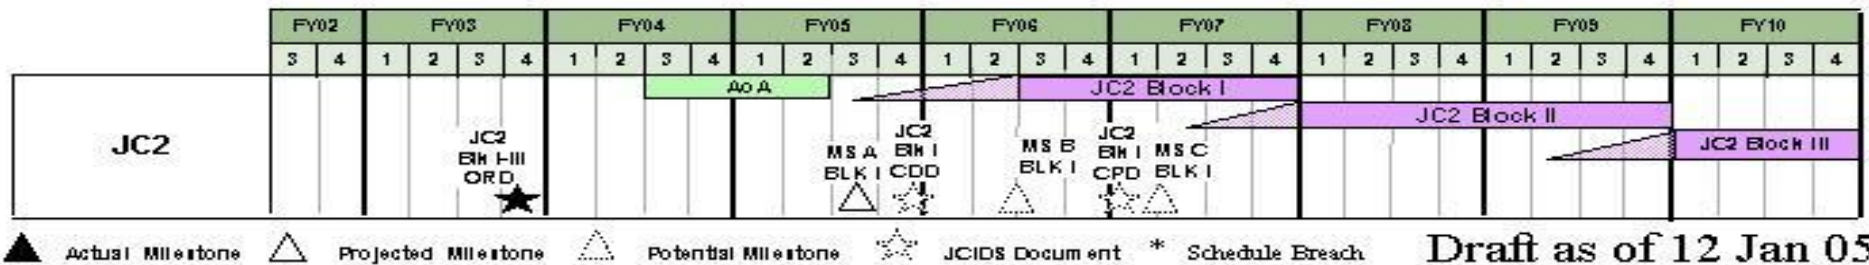 FY02 FY03 FY04 FY05 FY06 FY07 FY08 FY09 FY10
3 4 1 2 3 4 1 2 3 4 1 2 3 4 1 2 3 4 1 2 3 4 1 2 3 4 1 2 3 4 1 2 3 4
JC2
AoA
JC2 Block I
JC2 Block II
JC2 Block III
JC2
Blk I-III
ORD
MS A
BLK I
JC2
Blk I
CDD
MS B
BLK I
JC2
Blk I
CPD
MS C
BLK I
Actual Milestone Projected Milestone Potential Milestone JCIDS Document * Schedule Breach Draft as of 12 Jan 05